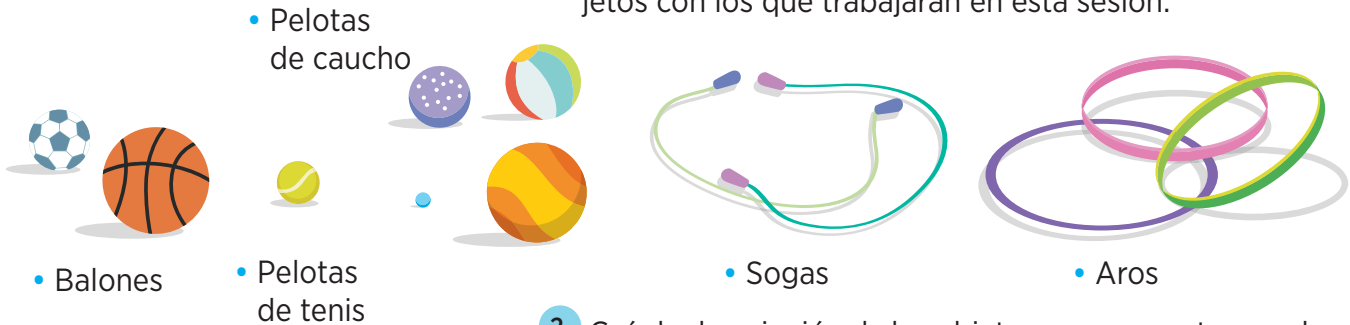 jetos con los que trabajarán en esta sesión.
• Pelotas
de caucho
• Balones
• Pelotas
de tenis
• Sogas
• Aros